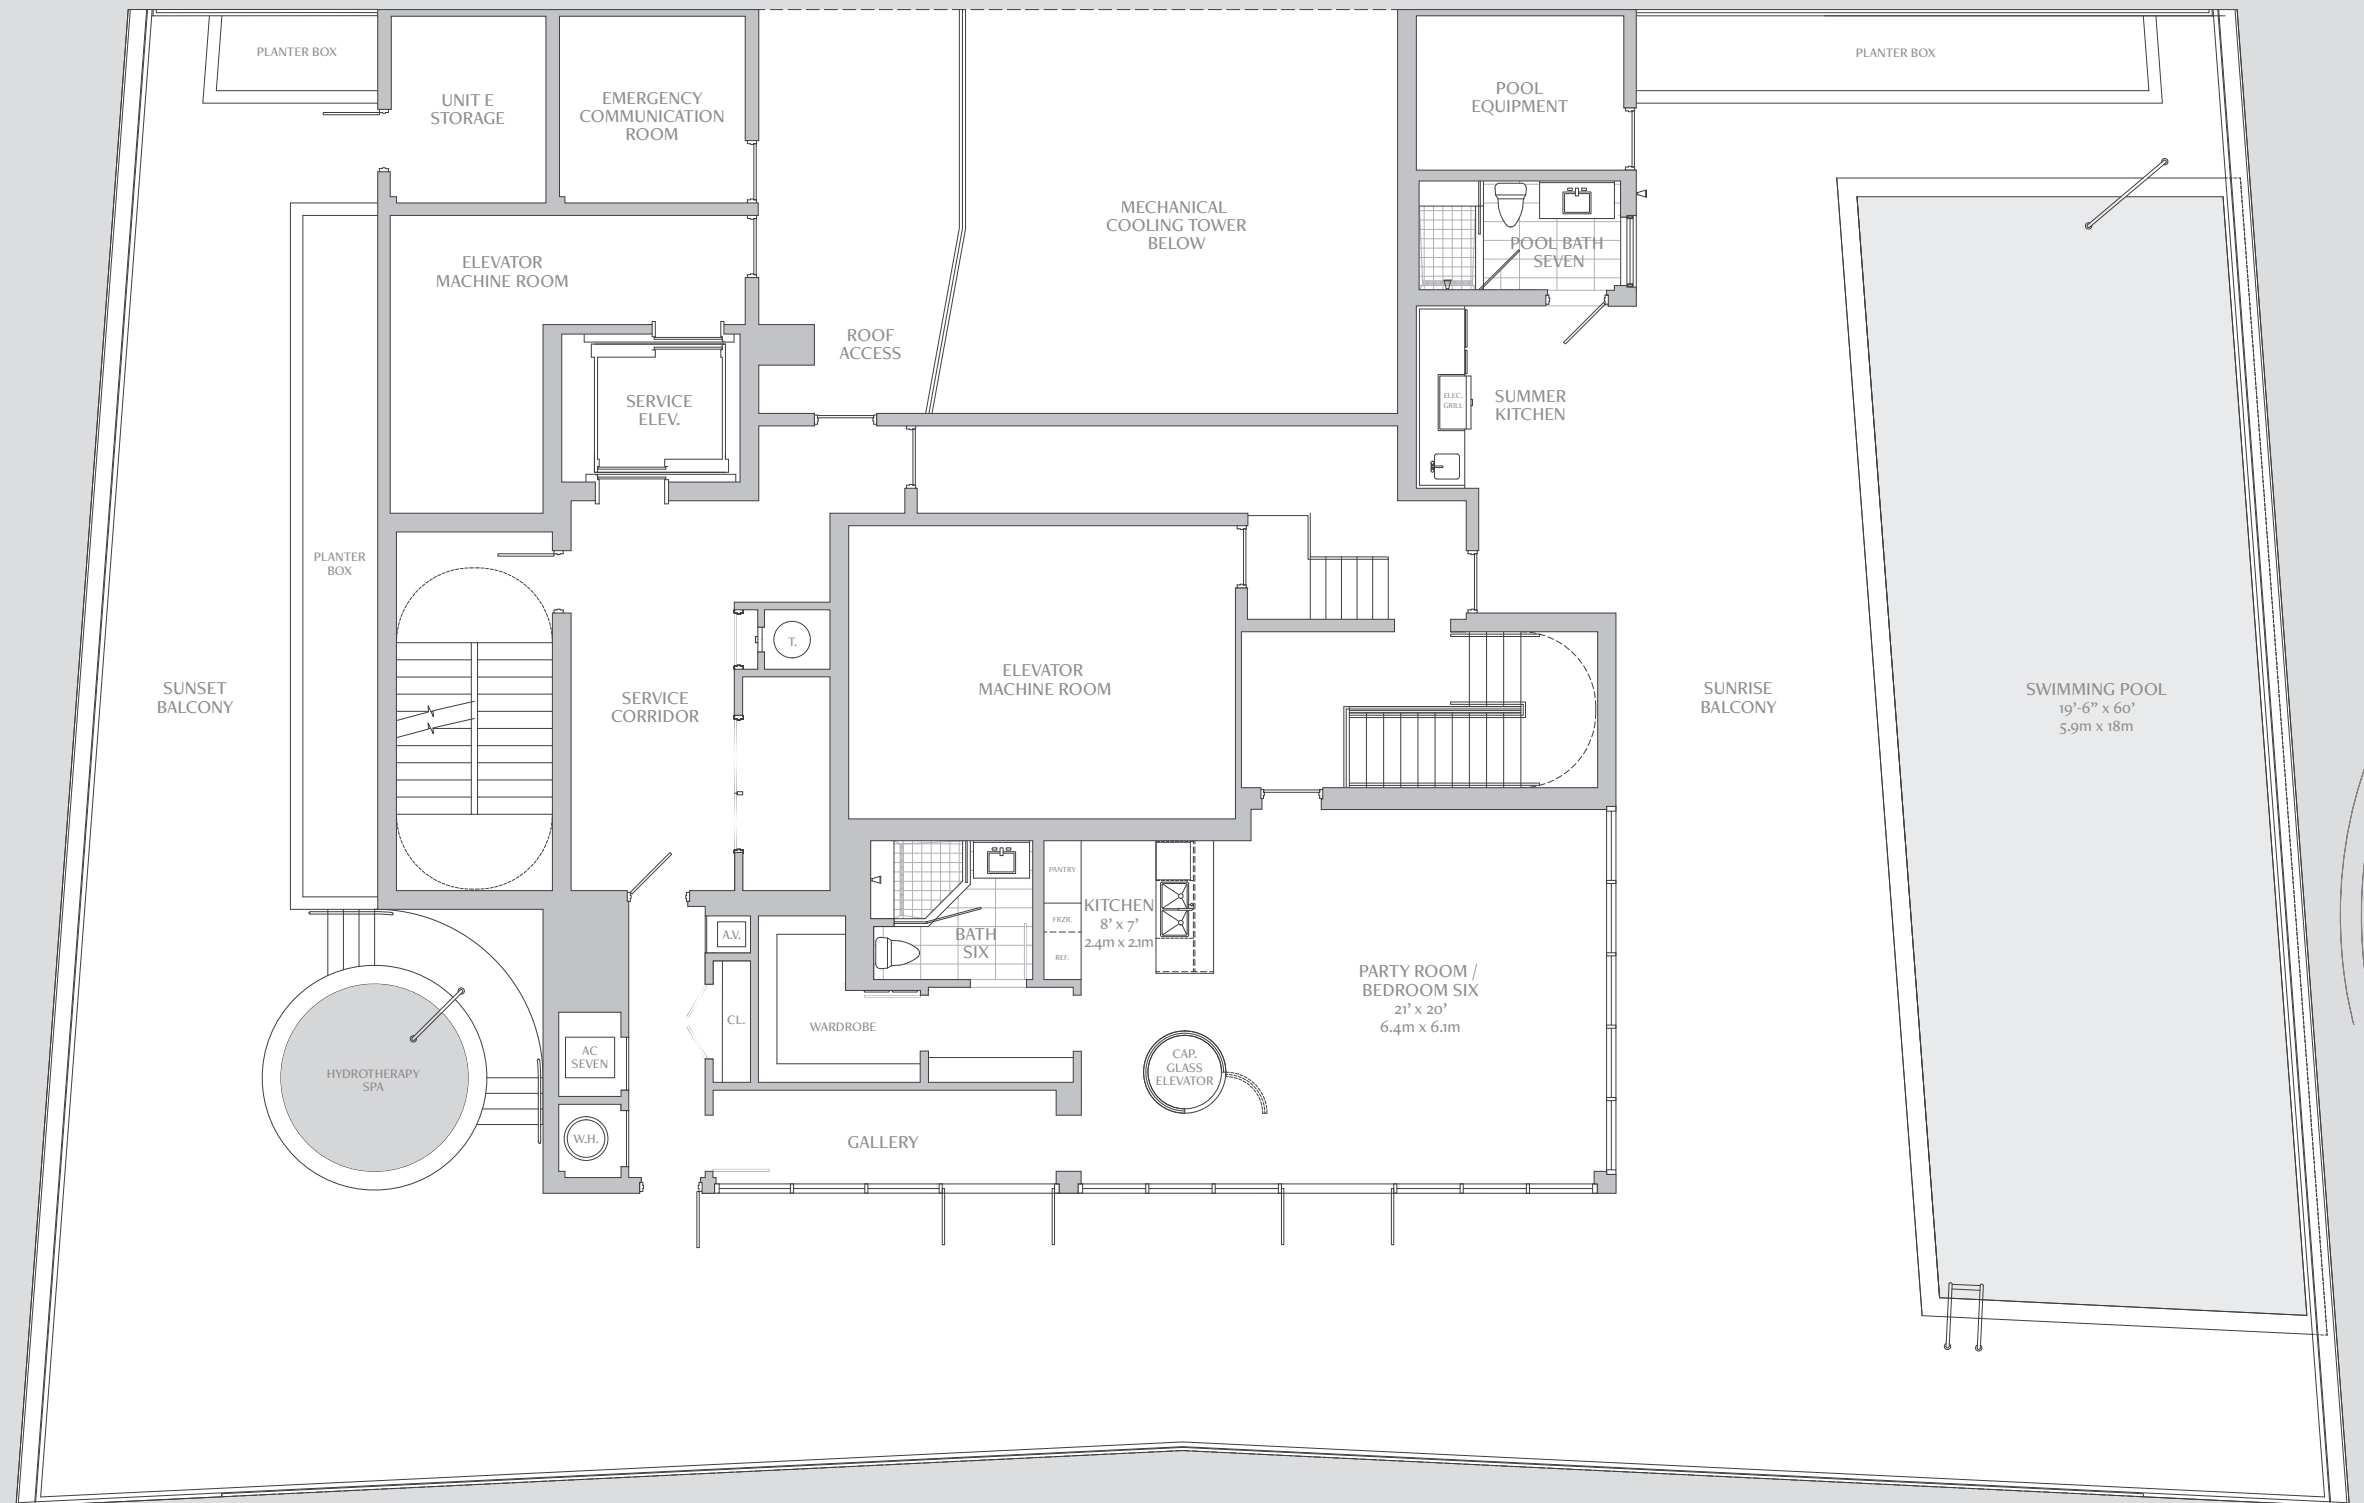 PLANTER BOX
UNIT E
STORAGE
EMERGENCY
COMMUNICATION
ROOM
POOL
EQUIPMENT
PLANTER BOX
MECHANICAL
COOLING TOWER
BELOW
POOL BATH
SEVEN
ELEVATOR
MACHINE ROOM
ROOF
ACCESS
SERVICE
ELEV.
ELEC.
GRILL
SUMMER
KITCHEN
PLANTER
BOX
T.
SUNSET
BALCONY
SERVICE
CORRIDOR
ELEVATOR
MACHINE ROOM
SUNRISE
BALCONY
SWIMMING POOL
19'-6" x 60'
5.9m x 18m
PANTRY
FRZR.
REF.
KITCHEN
8' x 7'
2.4m x 2.1m
A.V.
BATH
SIX
PARTY ROOM /
BEDROOM SIX
21' x 20'
6.4m x 6.1m
CL.
WARDROBE
AC
SEVEN
CAP.
GLASS
ELEVATOR
HYDROTHERAPY
SPA
W.H.
GALLERY